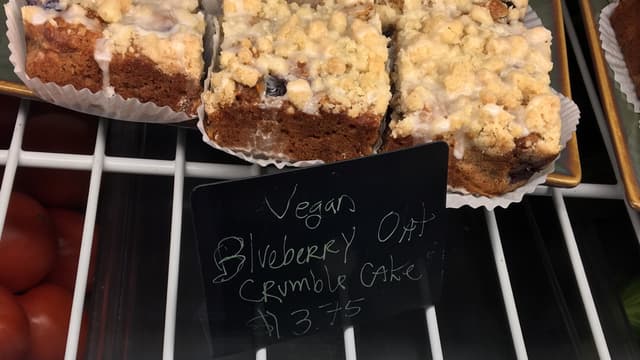 Vegan
Blueberry Oat
Crumble Cake
$3.75